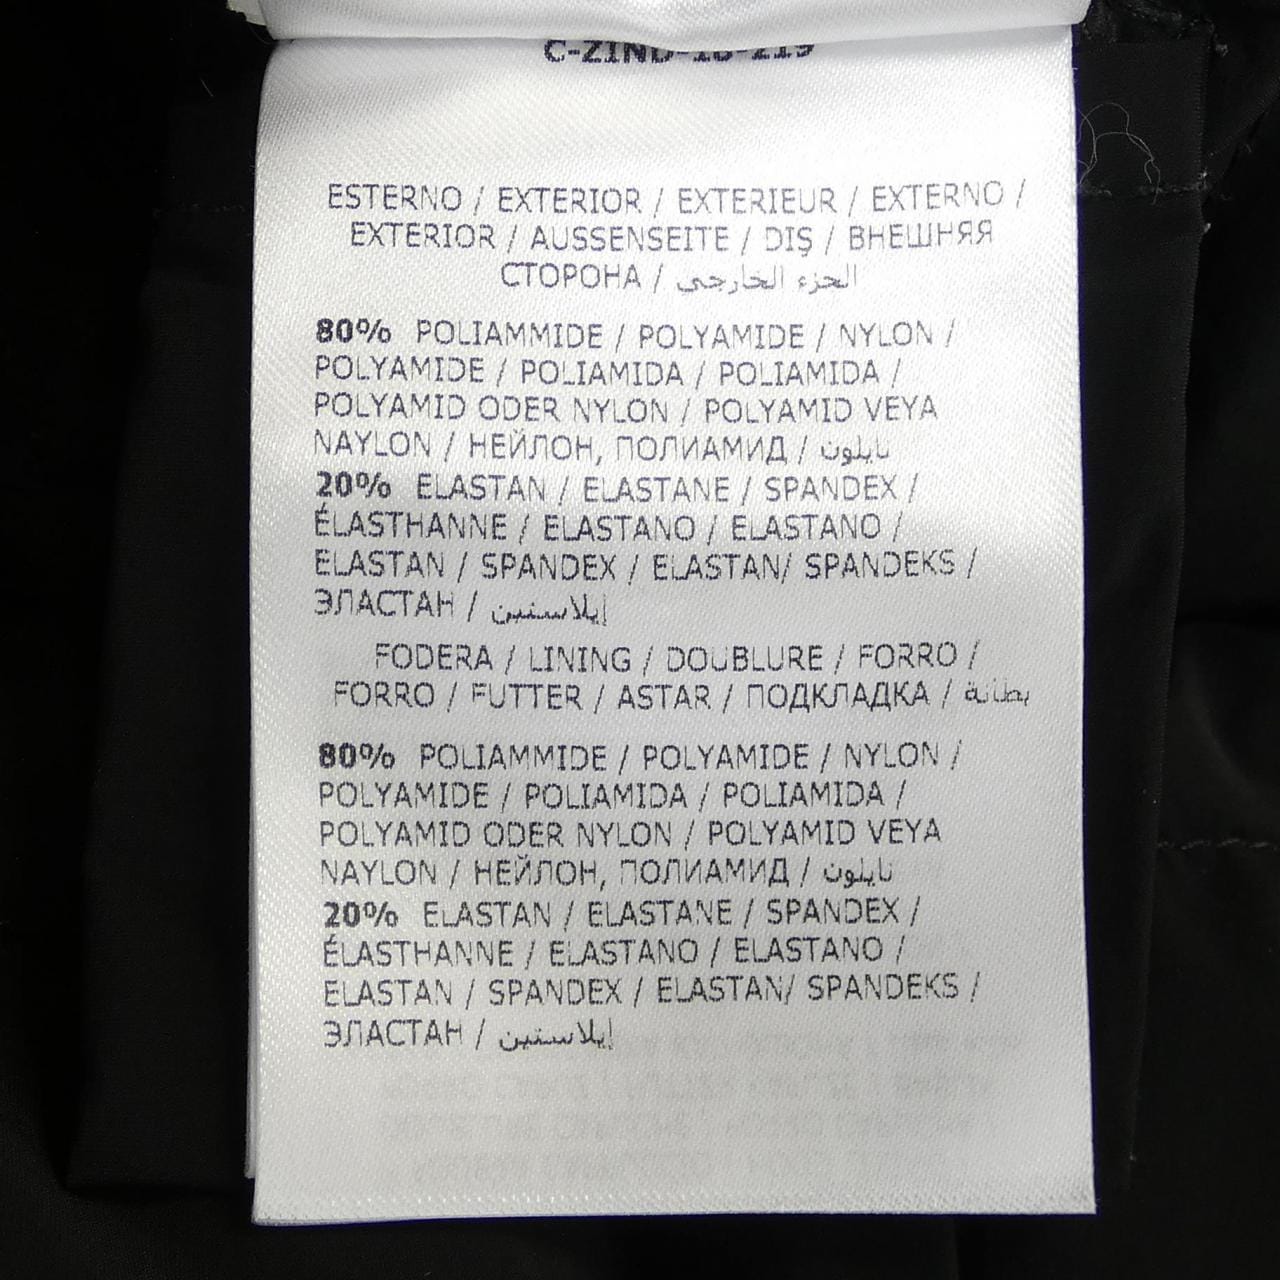 ESTERNO / EXTERIOR / EXTERIEUR / EXTERNO /
EXTERIOR / AUSSENSEITE / DIŞ / ВНЕШНЯЯ
СТОРОНА / الجزء الخارجي
80% POLIAMMIDE / POLYAMIDE / NYLON /
POLYAMIDE / POLIAMIDA / POLIAMIDA /
POLYAMID ODER NYLON / POLYAMID VEYA
NAYLON / НЕЙЛОН, ПОЛИАМИД / نايلون
20% ELASTAN / ELASTANE / SPANDEX /
ÉLASTHANNE / ELASTANO / ELASTANO /
ELASTAN / SPANDEX / ELASTAN/ SPANDEKS /
ЭЛАСТАН / إيلاستين
FODERA / LINING / DOUBLURE / FORRO /
FORRO / FUTTER / ASTAR / ПОДКЛАДКА / بطانة
80% POLIAMMIDE / POLYAMIDE / NYLON /
POLYAMIDE / POLIAMIDA / POLIAMIDA /
POLYAMID ODER NYLON / POLYAMID VEYA
NAYLON / НЕЙЛОН, ПОЛИАМИД / نايلون
20% ELASTAN / ELASTANE / SPANDEX /
ÉLASTHANNE / ELASTANO / ELASTANO /
ELASTAN / SPANDEX / ELASTAN/ SPANDEKS /
ЭЛАСТАН / إيلاستين